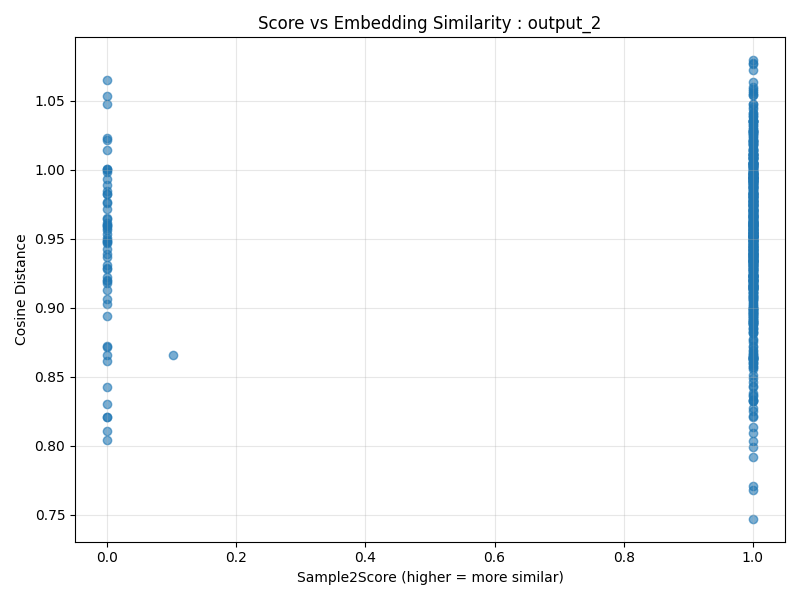 Score vs Embedding Similarity : output_2
1.05
1.00
0.95
0.90
0.85
0.80
0.75
Cosine Distance
0.0 0.2 0.4 0.6 0.8 1.0
Sample2Score (higher = more similar)